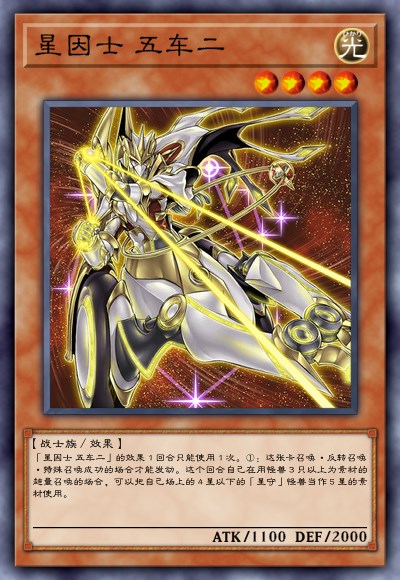 星因士 五车二
光
【战士族／效果】
「星因士 五车二」的效果1回合只能使用1次。①：这张卡召唤·反转召唤
·特殊召唤成功的场合才能发动。这个回合自己在用怪兽3只以上为素材的
超量召唤的场合，可以把自己场上的4星以下的「星守」怪兽当作5星的素
材使用。
ATK/1100 DEF/2000